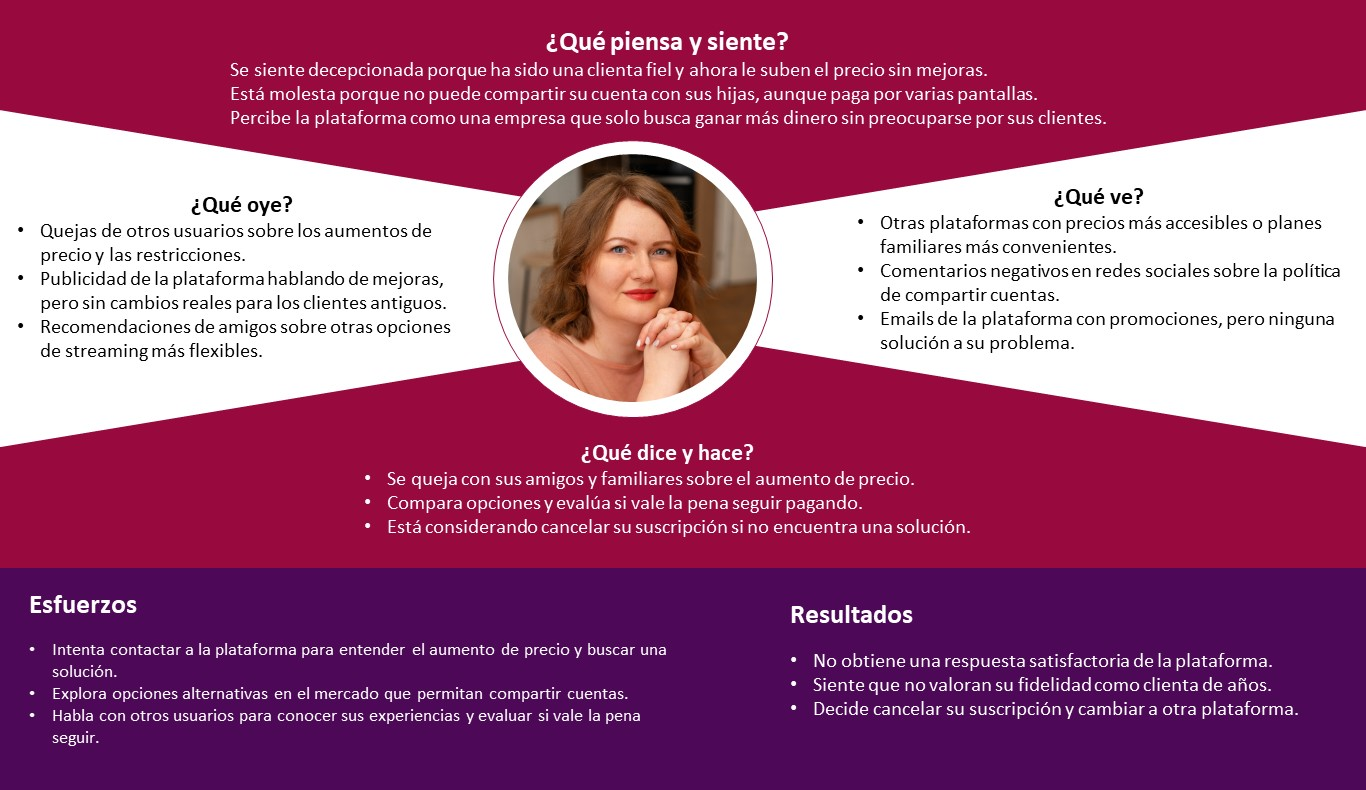 ¿Qué piensa y siente?
Se siente decepcionada porque ha sido una clienta fiel y ahora le suben el precio sin mejoras.
Está molesta porque no puede compartir su cuenta con sus hijas, aunque paga por varias pantallas.
Percibe la plataforma como una empresa que solo busca ganar más dinero sin preocuparse por sus clientes.
¿Qué oye?
• Quejas de otros usuarios sobre los aumentos de
precio y las restricciones.
• Publicidad de la plataforma hablando de mejoras,
pero sin cambios reales para los clientes antiguos.
• Recomendaciones de amigos sobre otras opciones
de streaming más flexibles.
¿Qué ve?
• Otras plataformas con precios más accesibles o planes
familiares más convenientes.
• Comentarios negativos en redes sociales sobre la política
de compartir cuentas.
• Emails de la plataforma con promociones, pero ninguna
solución a su problema.
¿Qué dice y hace?
• Se queja con sus amigos y familiares sobre el aumento de precio.
• Compara opciones y evalúa si vale la pena seguir pagando.
• Está considerando cancelar su suscripción si no encuentra una solución.
Esfuerzos
• Intenta contactar a la plataforma para entender el aumento de precio y buscar una
solución.
• Explora opciones alternativas en el mercado que permitan compartir cuentas.
• Habla con otros usuarios para conocer sus experiencias y evaluar si vale la pena
seguir.
Resultados
• No obtiene una respuesta satisfactoria de la plataforma.
• Siente que no valoran su fidelidad como clienta de años.
• Decide cancelar su suscripción y cambiar a otra plataforma.